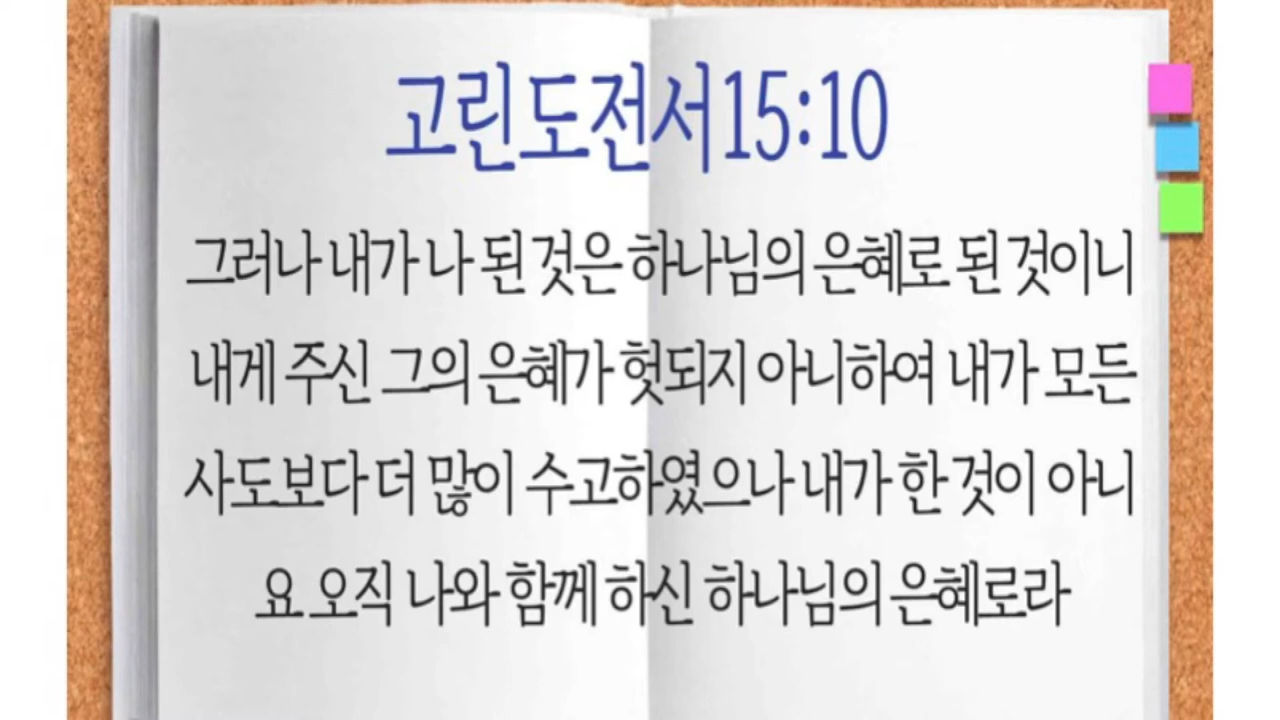 고린도전서15:10
그러나 내가 나 된 것은 하나님의 은혜로 된 것이니
내게 주신 그의 은혜가 헛되지 아니하여 내가 모든
사도보다 더 많이 수고하였으나 내가 한 것이 아니
요 오직 나와 함께 하신 하나님의 은혜로라